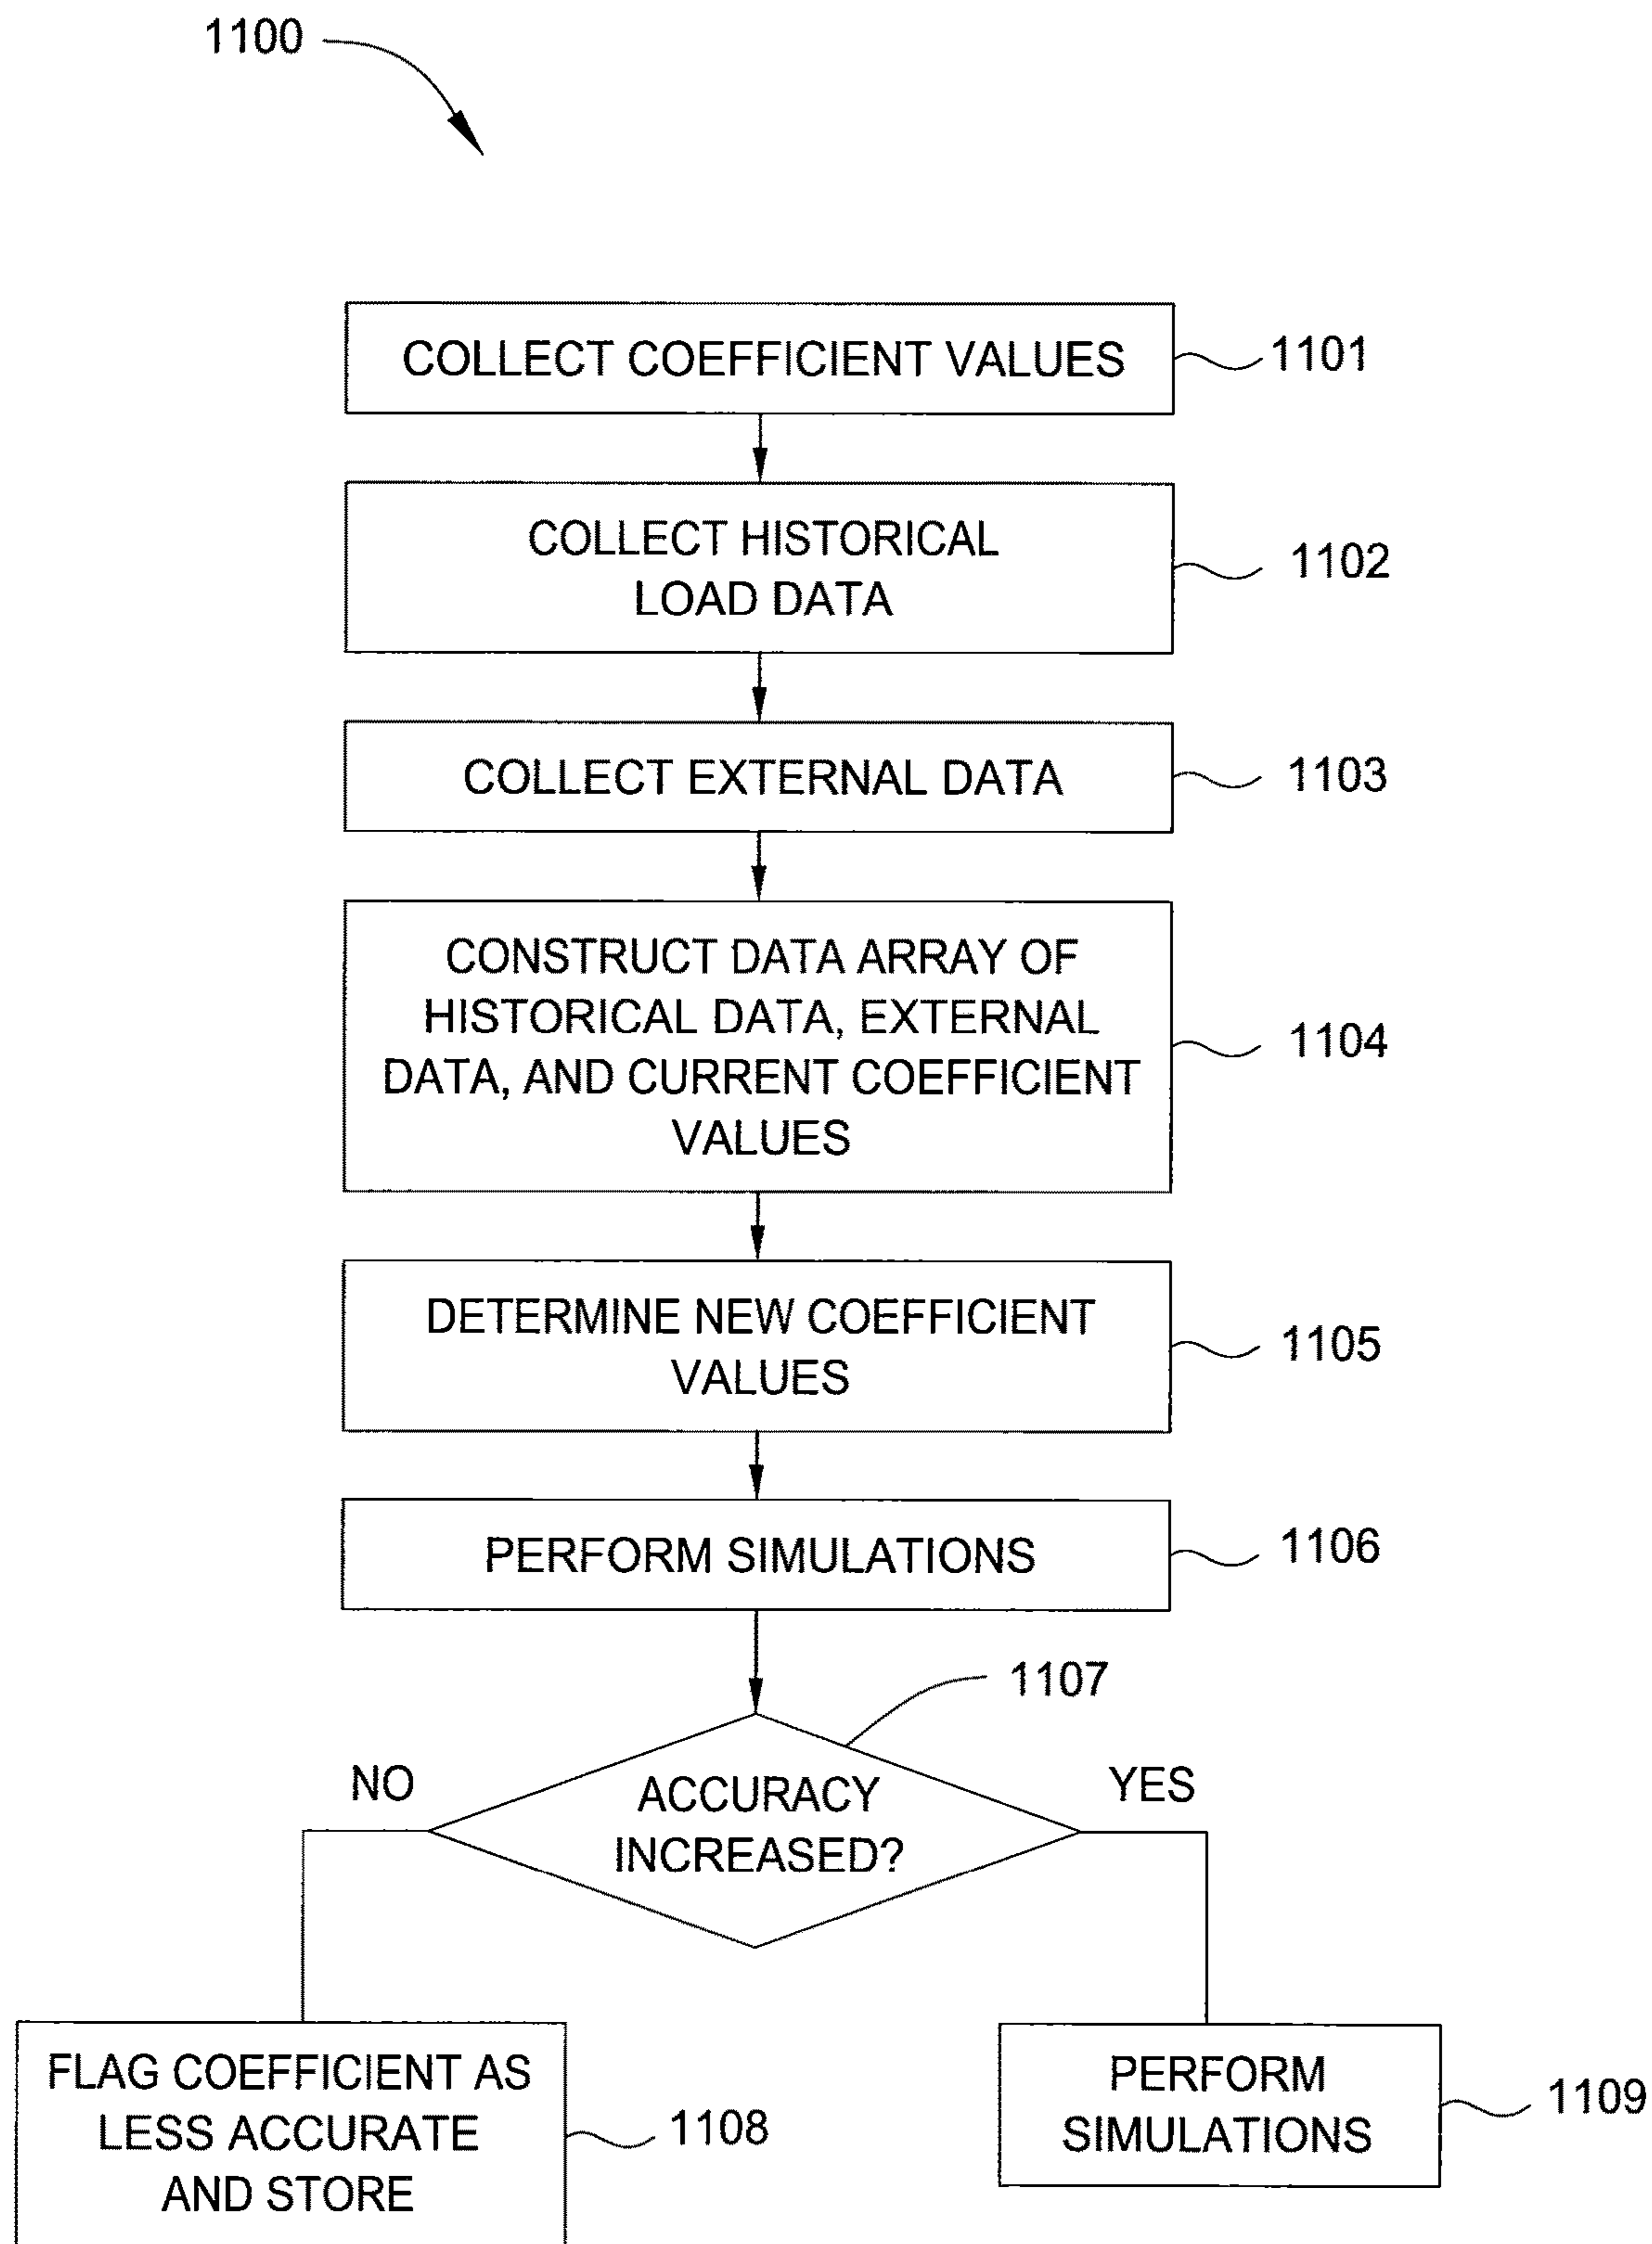 1100
COLLECT COEFFICIENT VALUES
1101
COLLECT HISTORICAL
LOAD DATA
1102
COLLECT EXTERNAL DATA
1103
CONSTRUCT DATA ARRAY OF
HISTORICAL DATA, EXTERNAL
DATA, AND CURRENT COEFFICIENT
VALUES
1104
DETERMINE NEW COEFFICIENT
VALUES
1105
PERFORM SIMULATIONS
1106
1107
NO
ACCURACY
INCREASED?
YES
FLAG COEFFICIENT AS
LESS ACCURATE
AND STORE
1108
PERFORM
SIMULATIONS
1109